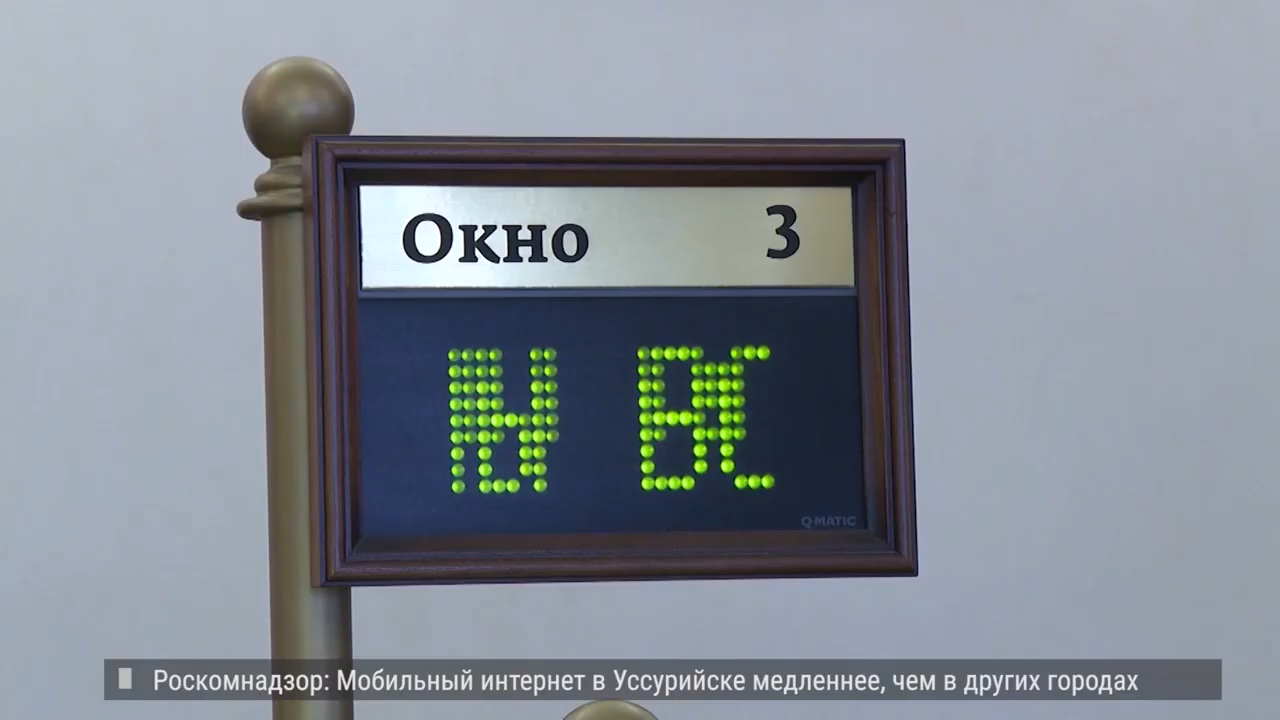 Окно 3
Q-MATIC
Роскомнадзор: Мобильный интернет в Уссурийске медленнее, чем в других городах